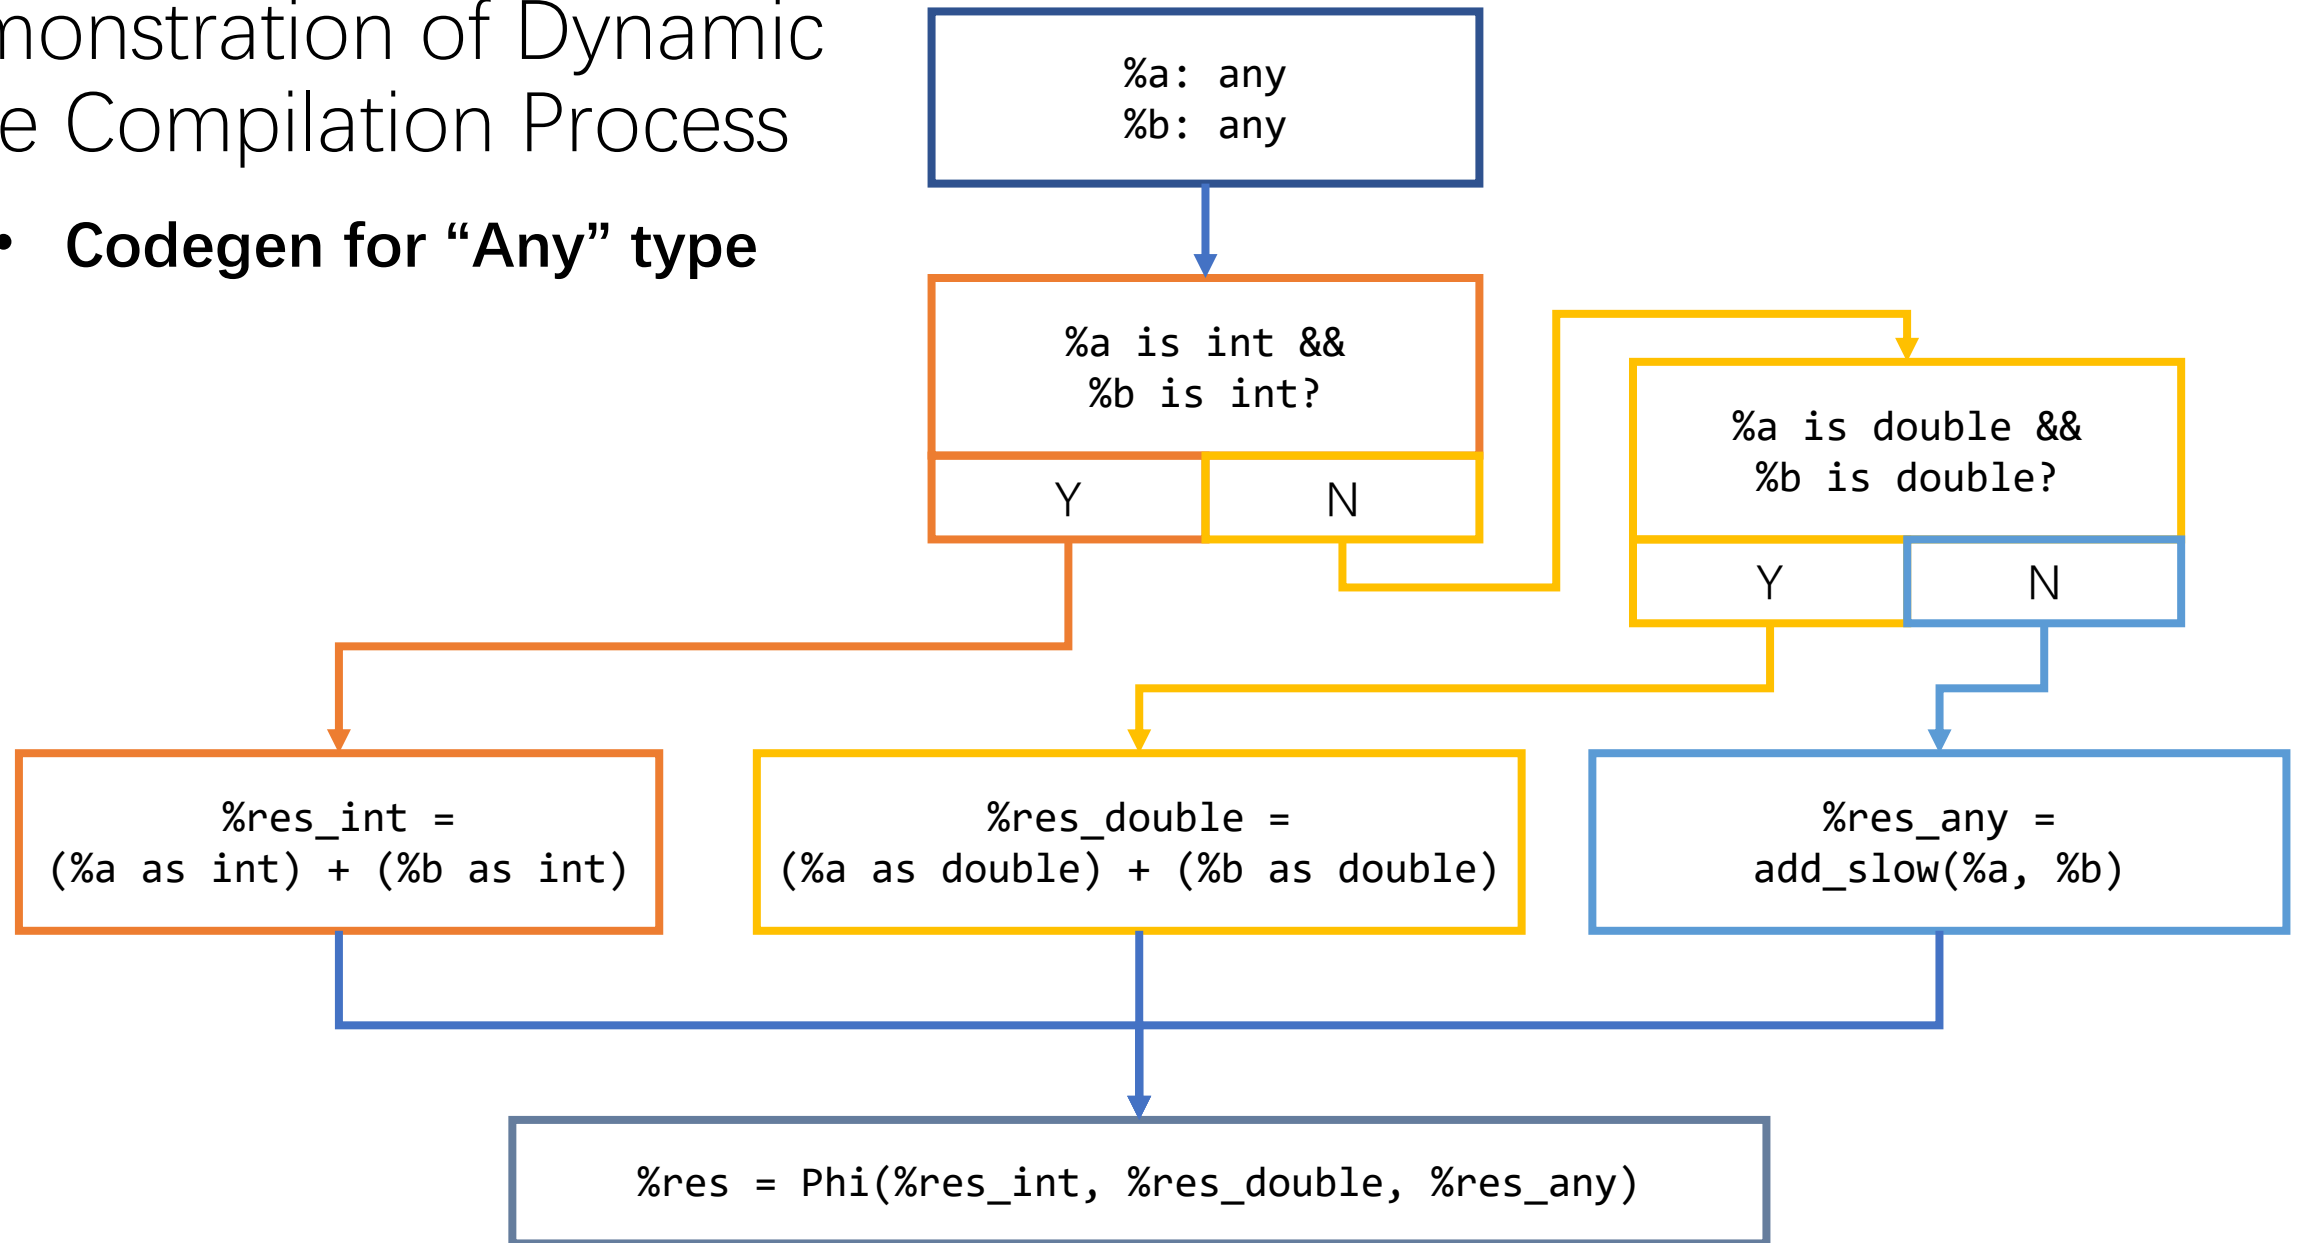 monstration of Dynamic
e Compilation Process
• Codegen for “Any” type
%a: any
%b: any
%a is int &&
%b is int?
Y
N
%a is double &&
%b is double?
Y
N
%res_int =
(%a as int) + (%b as int)
%res_double =
(%a as double) + (%b as double)
%res_any =
add_slow(%a, %b)
%res = Phi(%res_int, %res_double, %res_any)